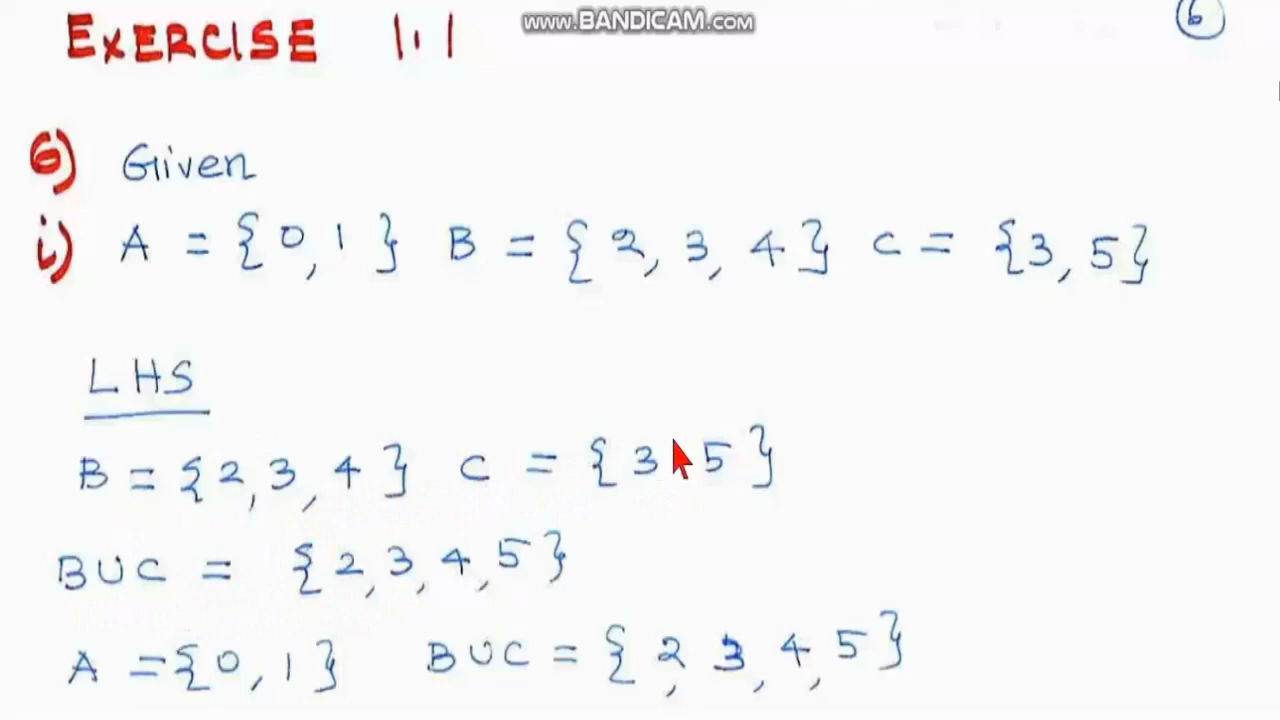 www.BANDICAM.com
6
EXERCISE 1.1
6) Given
i) A = {0, 1} B = {2, 3, 4} C = {3, 5}
LHS
B = {2, 3, 4} C = {3 5}
B∪C = {2, 3, 4, 5}
A = {0, 1} B∪C = {2, 3, 4, 5}